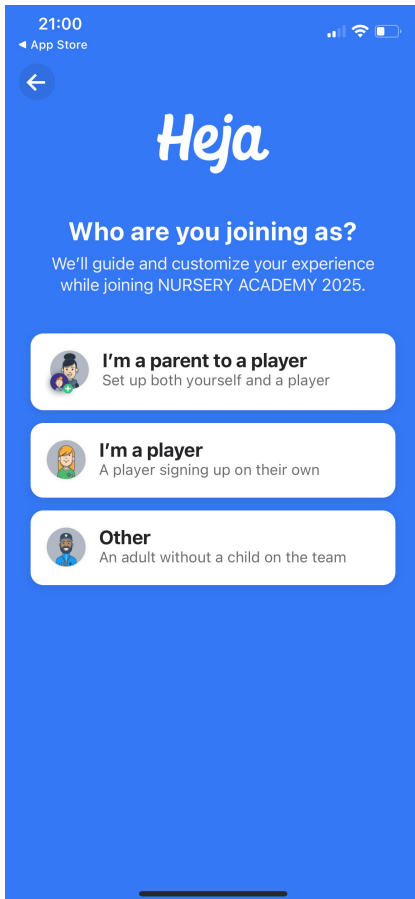 21:00
◀ App Store
Heja
Who are you joining as?
We’ll guide and customize your experience
while joining NURSERY ACADEMY 2025.
I’m a parent to a player
Set up both yourself and a player
I’m a player
A player signing up on their own
Other
An adult without a child on the team